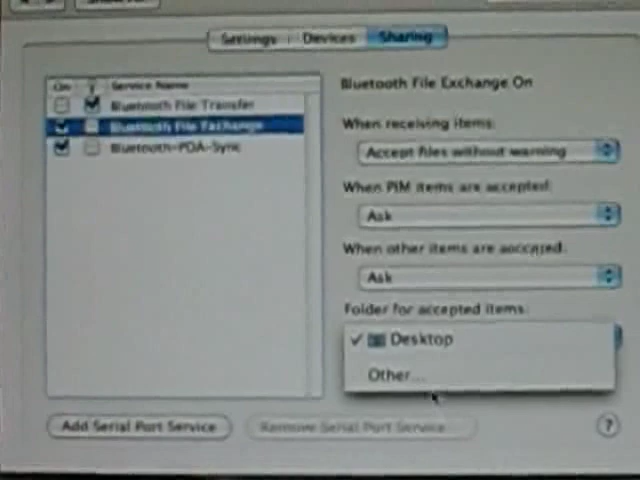 Settings Devices Sharing
On Service Name
Bluetooth File Transfer
Bluetooth File Exchange
Bluetooth-PDA-Sync
Bluetooth File Exchange On
When receiving items:
Accept files without warning
When PIM items are accepted:
Ask
When other items are accepted:
Ask
Folder for accepted items:
Desktop
Other...
Add Serial Port Service
Remove Serial Port Service
?